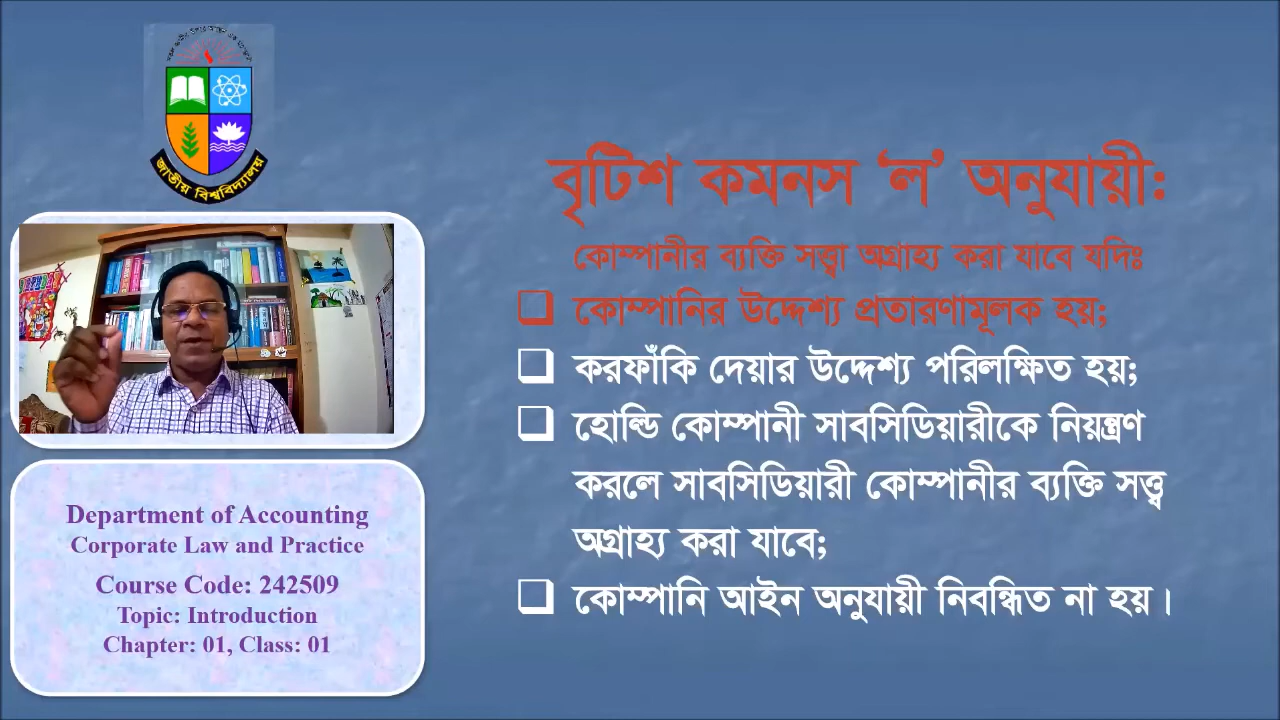 জাতীয় বিশ্ববিদ্যালয়
Department of Accounting
Corporate Law and Practice
Course Code: 242509
Topic: Introduction
Chapter: 01, Class: 01
বৃটিশ কমনস ‘ল’ অনুযায়ী:
কোম্পানীর ব্যক্তি সত্ত্বা অগ্রাহ্য করা যাবে যদিঃ
কোম্পানির উদ্দেশ্য প্রতারণামূলক হয়;
করফাঁকি দেয়ার উদ্দেশ্য পরিলক্ষিত হয়;
হোল্ডি কোম্পানী সাবসিডিয়ারীকে নিয়ন্ত্রণ
করলে সাবসিডিয়ারী কোম্পানীর ব্যক্তি সত্ত্ব
অগ্রাহ্য করা যাবে;
কোম্পানি আইন অনুযায়ী নিবন্ধিত না হয়।